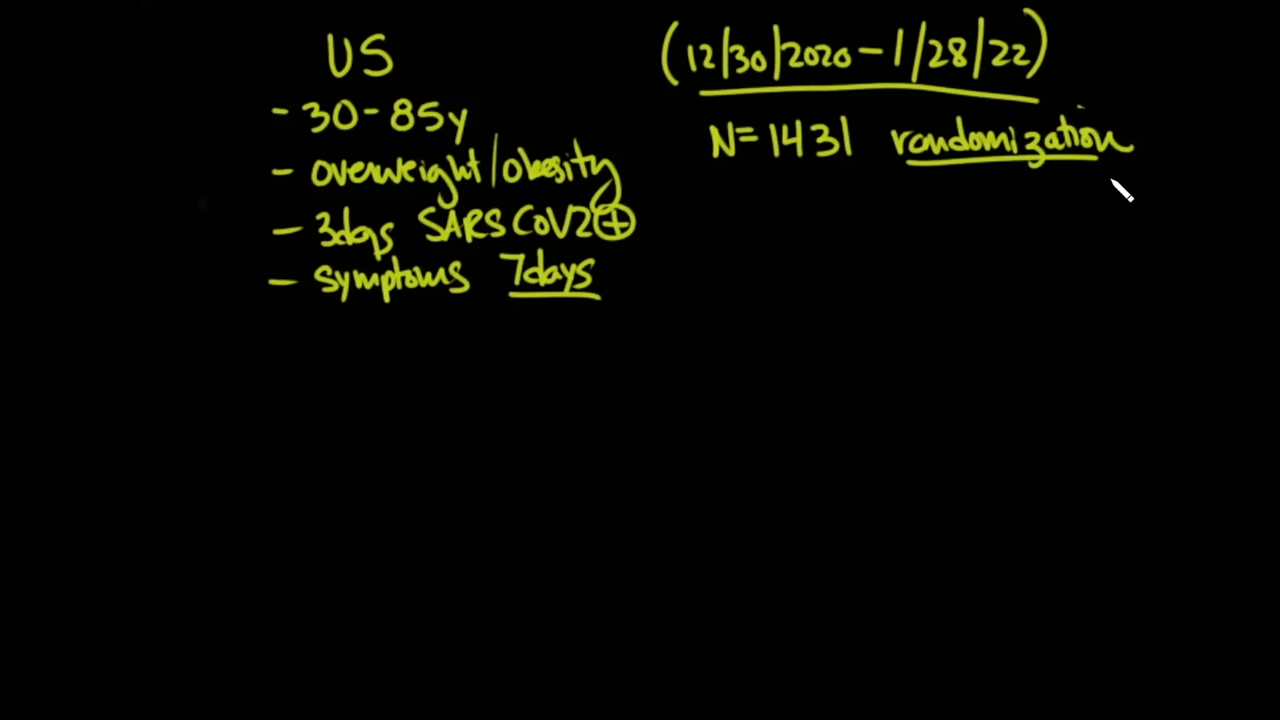 US
- 30-85y
- overweight/obesity
- 3days SARS CoV2 ⊕
- symptoms 7days
(12/30/2020 - 1/28/22)
N=1431 randomization